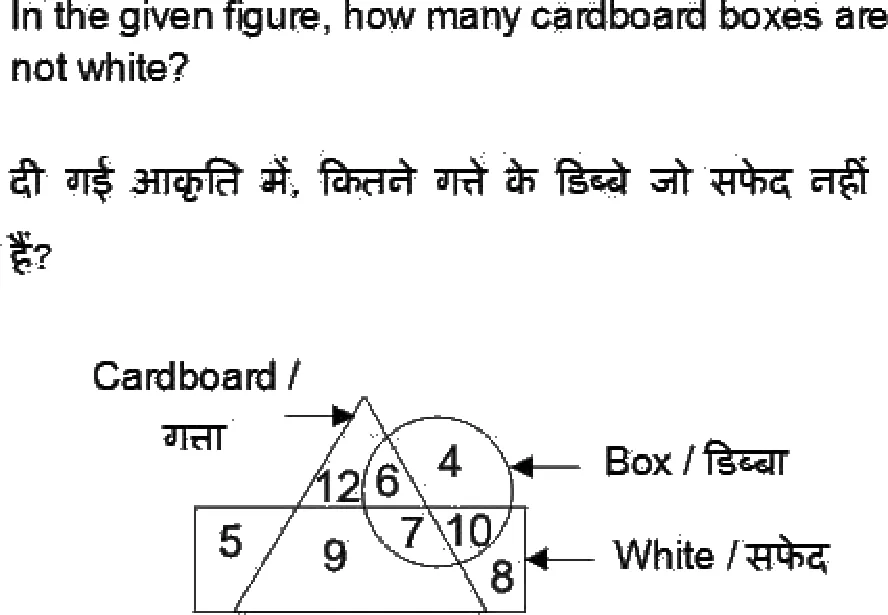 In the given figure, how many cardboard boxes are
not white?
दी गई आकृति में, कितने गत्ते के डिब्बे जो सफेद नहीं
हैं?
Cardboard /
गत्ता
Box / डिब्बा
White / सफेद
4
12 6
5 9 7 10
8